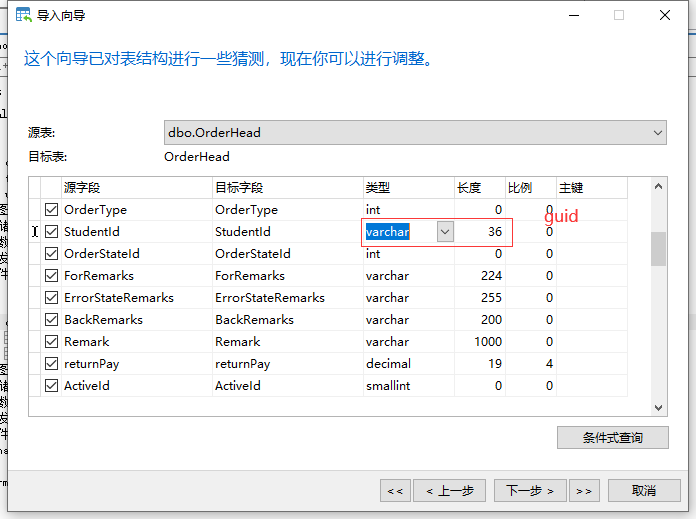 导入向导
这个向导已对表结构进行一些猜测，现在你可以进行调整。
源表: dbo.OrderHead
目标表: OrderHead
源字段 目标字段 类型 长度 比例 主键
OrderType OrderType int 0 0
guid
StudentId StudentId varchar 36 0
OrderStateId OrderStateId int 0 0
ForRemarks ForRemarks varchar 224 0
ErrorStateRemarks ErrorStateRemarks varchar 255 0
BackRemarks BackRemarks varchar 200 0
Remark Remark varchar 1000 0
returnPay returnPay decimal 19 4
ActiveId ActiveId smallint 0 0
条件式查询
<< < 上一步 下一步 > >> 取消